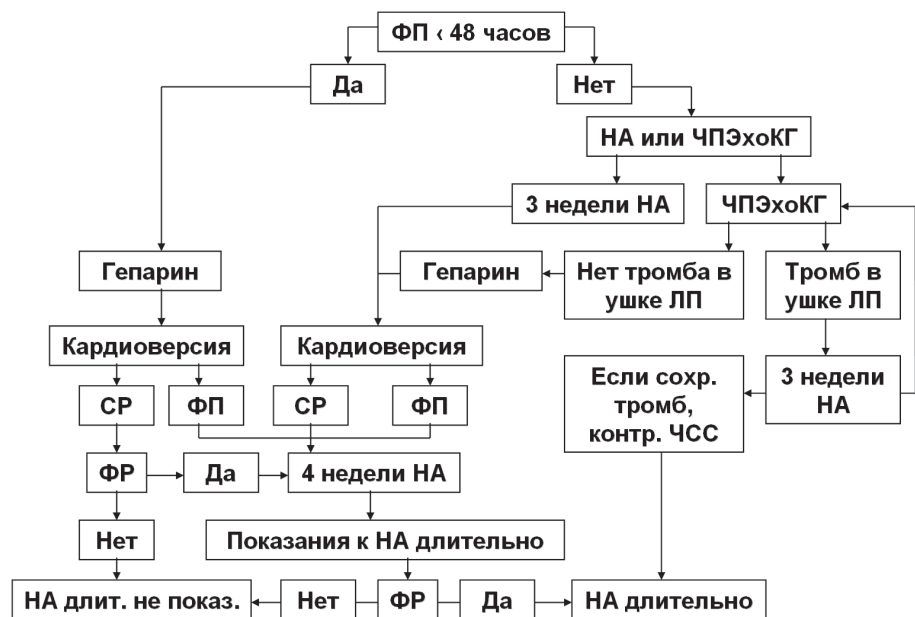 ФП ‹ 48 часов
Да
Нет
НА или ЧПЭхоКГ
3 недели НА
ЧПЭхоКГ
Гепарин
Гепарин
Нет тромба в
ушке ЛП
Тромб в
ушке ЛП
Кардиоверсия
Кардиоверсия
СР
ФП
СР
ФП
Если сохр.
тромб,
контр. ЧСС
3 недели
НА
ФР
Да
4 недели НА
Нет
Показания к НА длительно
НА длит. не показ.
Нет
ФР
Да
НА длительно